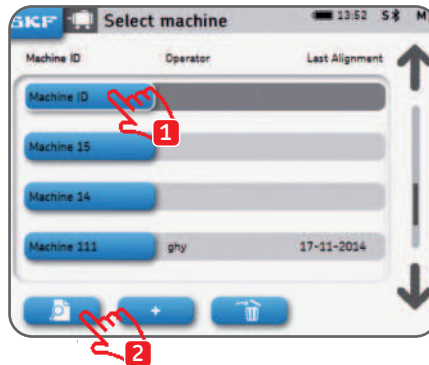 SKF Select machine 13:52 S M
Machine ID Operator Last Alignment
Machine ID
1
Machine 15
Machine 14
Machine 111 ghy 17-11-2014
+
2